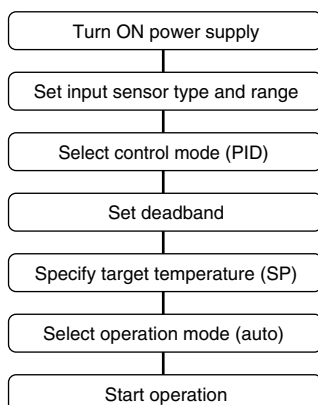 Turn ON power supply
Set input sensor type and range
Select control mode (PID)
Set deadband
Specify target temperature (SP)
Select operation mode (auto)
Start operation